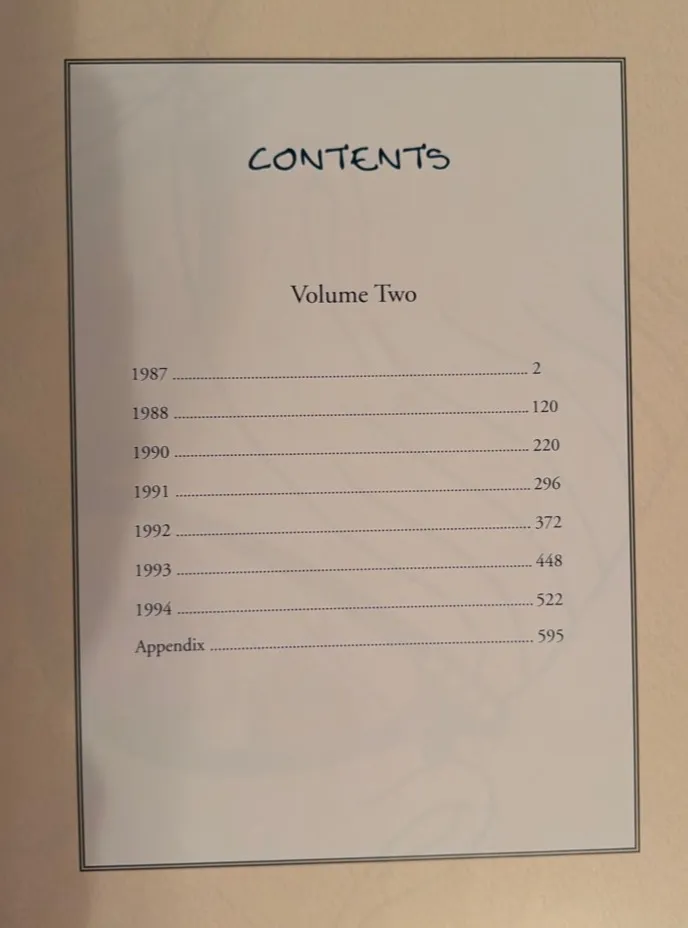 CONTENTS
Volume Two
1987 ........ 2
1988 ........ 120
1990 ........ 220
1991 ........ 296
1992 ........ 372
1993 ........ 448
1994 ........ 522
Appendix ........ 595